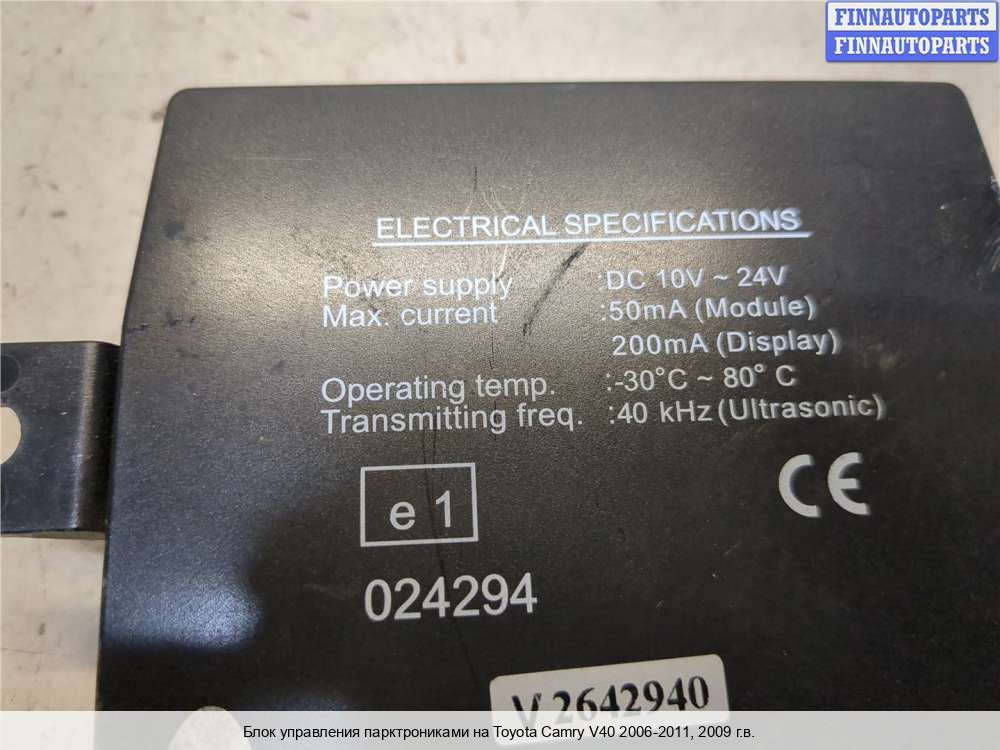 FINNAUTOPARTS
FINNAUTOPARTS
ELECTRICAL SPECIFICATIONS
Power supply :DC 10V ~ 24V
Max. current :50mA (Module)
200mA (Display)
Operating temp. :-30°C ~ 80° C
Transmitting freq. :40 kHz (Ultrasonic)
e 1
CE
024294
V 2642940
Блок управления парктрониками на Toyota Camry V40 2006-2011, 2009 г.в.